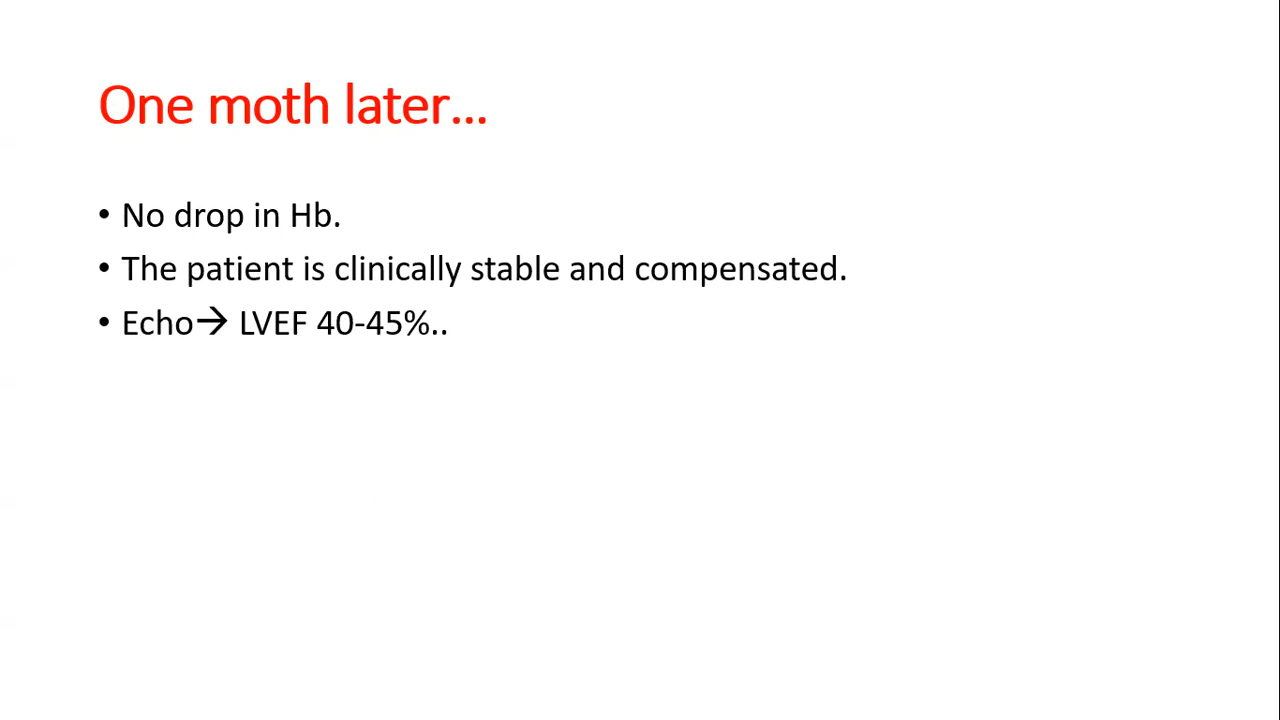 One moth later...
• No drop in Hb.
• The patient is clinically stable and compensated.
• Echo→ LVEF 40-45%..